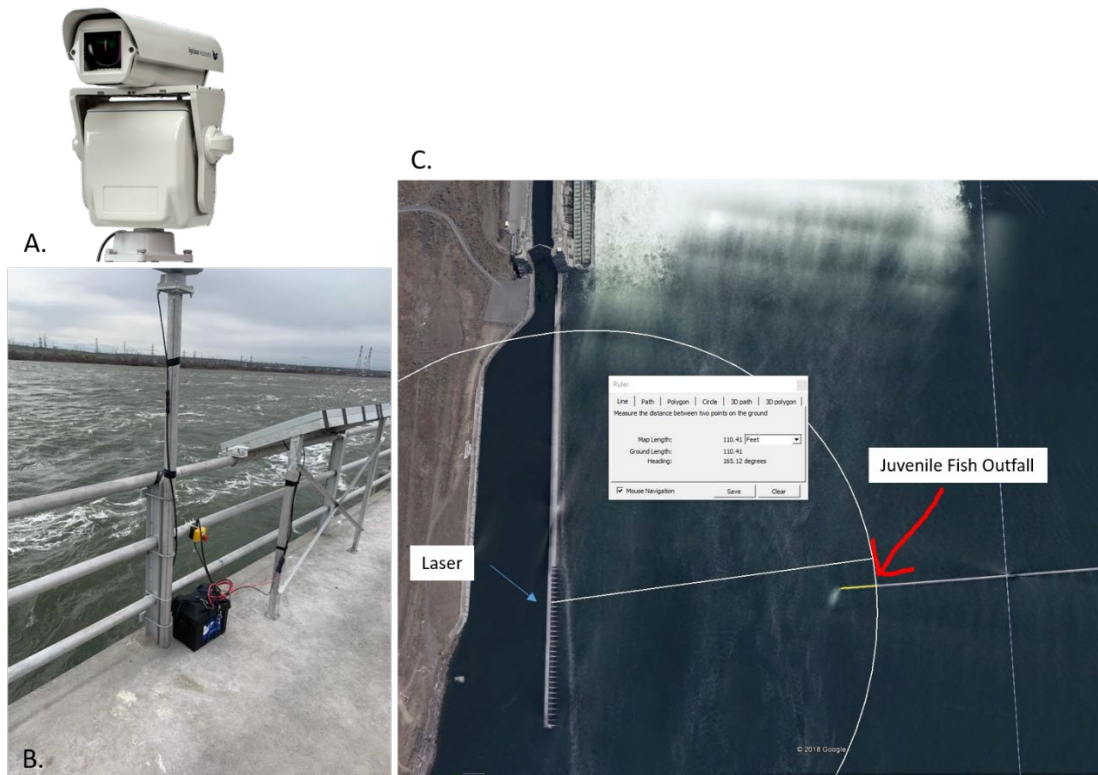 A.
B.
C.
Ruler
Line Path Polygon Circle 3D path 3D polygon
Measure the distance between two points on the ground
Map Length: 110.41 Feet
Ground Length: 110.41
Heading: 165.12 degrees
Mouse Navigation Save Clear
Juvenile Fish Outfall
Laser
© 2018 Google